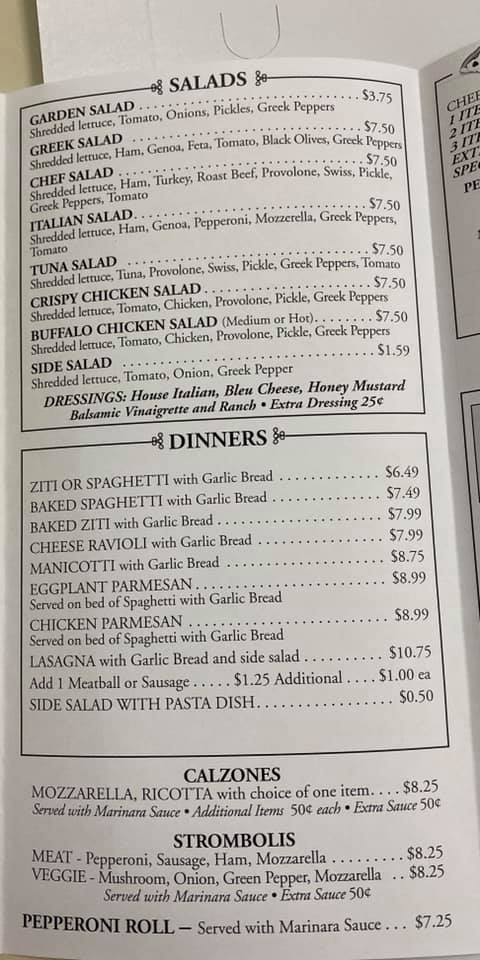 SALADS
GARDEN SALAD . . . . . . . . . . . . . . . . . . . . . . . . . . . . . . $3.75
Shredded lettuce, Tomato, Onions, Pickles, Greek Peppers
GREEK SALAD . . . . . . . . . . . . . . . . . . . . . . . . . . . . . . . $7.50
Shredded lettuce, Ham, Genoa, Feta, Tomato, Black Olives, Greek Peppers
CHEF SALAD . . . . . . . . . . . . . . . . . . . . . . . . . . . . . . . . $7.50
Shredded lettuce, Ham, Turkey, Roast Beef, Provolone, Swiss, Pickle,
Greek Peppers, Tomato
ITALIAN SALAD. . . . . . . . . . . . . . . . . . . . . . . . . . . . . . $7.50
Shredded lettuce, Ham, Genoa, Pepperoni, Mozzerella, Greek Peppers,
Tomato
TUNA SALAD . . . . . . . . . . . . . . . . . . . . . . . . . . . . . . . . $7.50
Shredded lettuce, Tuna, Provolone, Swiss, Pickle, Greek Peppers, Tomato
CRISPY CHICKEN SALAD . . . . . . . . . . . . . . . . . . . . . . . $7.50
Shredded lettuce, Tomato, Chicken, Provolone, Pickle, Greek Peppers
BUFFALO CHICKEN SALAD (Medium or Hot). . . . . . . . $7.50
Shredded lettuce, Tomato, Chicken, Provolone, Pickle, Greek Peppers
SIDE SALAD . . . . . . . . . . . . . . . . . . . . . . . . . . . . . . . . . $1.59
Shredded lettuce, Tomato, Onion, Greek Pepper
DRESSINGS: House Italian, Bleu Cheese, Honey Mustard
Balsamic Vinaigrette and Ranch • Extra Dressing 25¢
DINNERS
ZITI OR SPAGHETTI with Garlic Bread . . . . . . . . . . . . . $6.49
BAKED SPAGHETTI with Garlic Bread . . . . . . . . . . . . . . $7.49
BAKED ZITI with Garlic Bread . . . . . . . . . . . . . . . . . . . . . $7.99
CHEESE RAVIOLI with Garlic Bread . . . . . . . . . . . . . . . . $7.99
MANICOTTI with Garlic Bread . . . . . . . . . . . . . . . . . . . . $8.75
EGGPLANT PARMESAN . . . . . . . . . . . . . . . . . . . . . . . . . $8.99
Served on bed of Spaghetti with Garlic Bread
CHICKEN PARMESAN . . . . . . . . . . . . . . . . . . . . . . . . . . $8.99
Served on bed of Spaghetti with Garlic Bread
LASAGNA with Garlic Bread and side salad . . . . . . . . . . $10.75
Add 1 Meatball or Sausage . . . . . $1.25 Additional . . . . $1.00 ea
SIDE SALAD WITH PASTA DISH. . . . . . . . . . . . . . . . . . $0.50
CALZONES
MOZZARELLA, RICOTTA with choice of one item. . . . $8.25
Served with Marinara Sauce • Additional Items 50¢ each • Extra Sauce 50¢
STROMBOLIS
MEAT - Pepperoni, Sausage, Ham, Mozzarella . . . . . . . . . $8.25
VEGGIE - Mushroom, Onion, Green Pepper, Mozzarella . . $8.25
Served with Marinara Sauce • Extra Sauce 50¢
PEPPERONI ROLL — Served with Marinara Sauce . . . $7.25
1
2
3